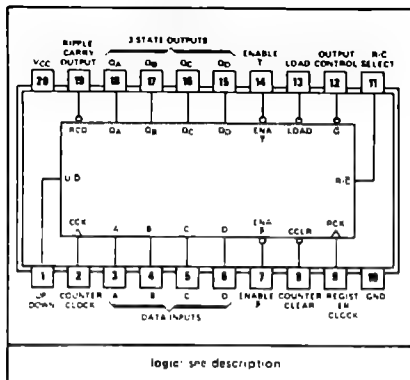 RIPPLE CARRY OUTPUT
3 STATE OUTPUTS
ENABLE T
OUTPUT CONTROL
R/C SELECT
VCC
QA QB QC QD
LOAD
20 19 18 17 16 15 14 13 12 11
RCO QA QB QC QD ENA T LOAD G
U/D
R/C
CCK A B C D ENA P CCLR RCK
1 2 3 4 5 6 7 8 9 10
UP DOWN
COUNTER CLOCK
A B C D
ENABLE P
COUNTER CLEAR
REGIST ER CLOCK
GND
DATA INPUTS
logic: see description